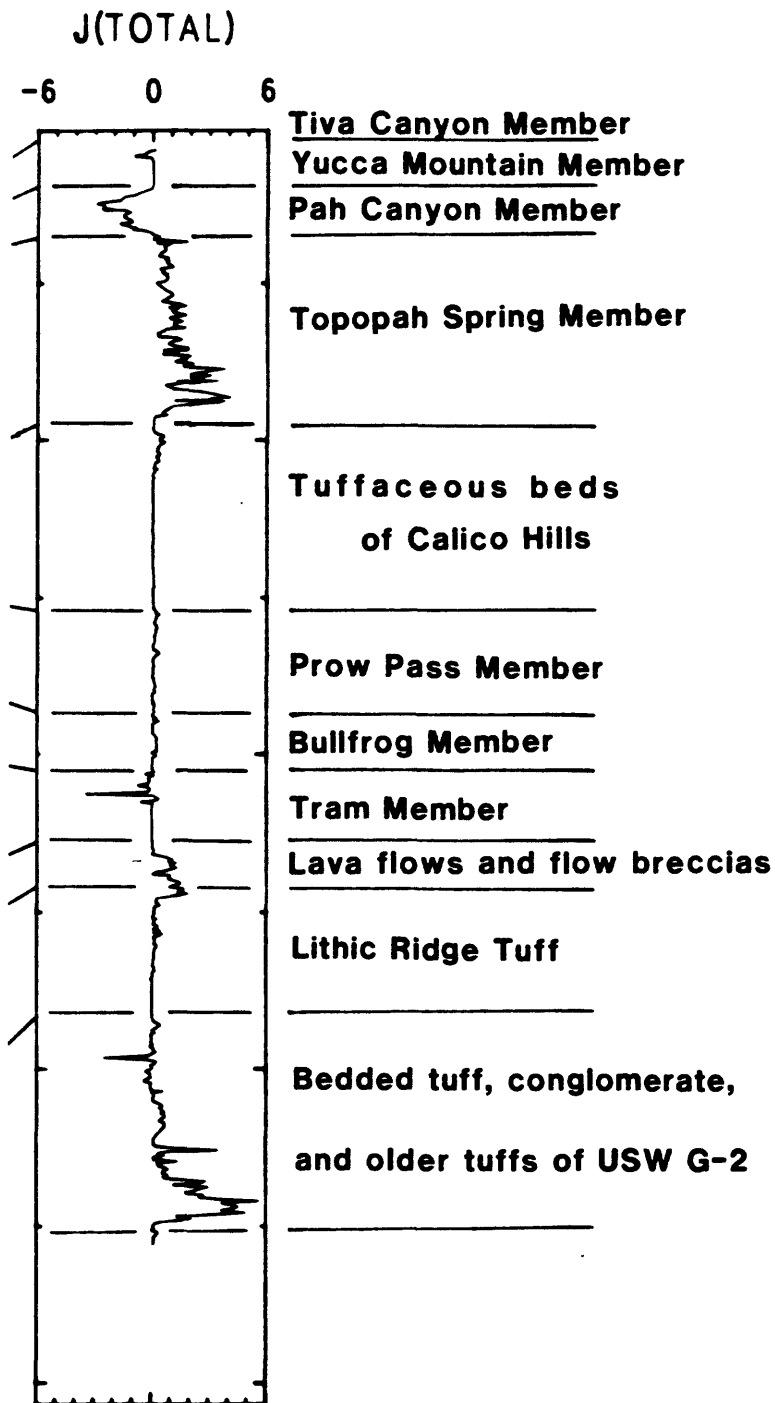 J(TOTAL)
-6 0 6
Tiva Canyon Member
Yucca Mountain Member
Pah Canyon Member
Topopah Spring Member
Tuffaceous beds
of Calico Hills
Prow Pass Member
Bullfrog Member
Tram Member
Lava flows and flow breccias
Lithic Ridge Tuff
Bedded tuff, conglomerate,
and older tuffs of USW G-2